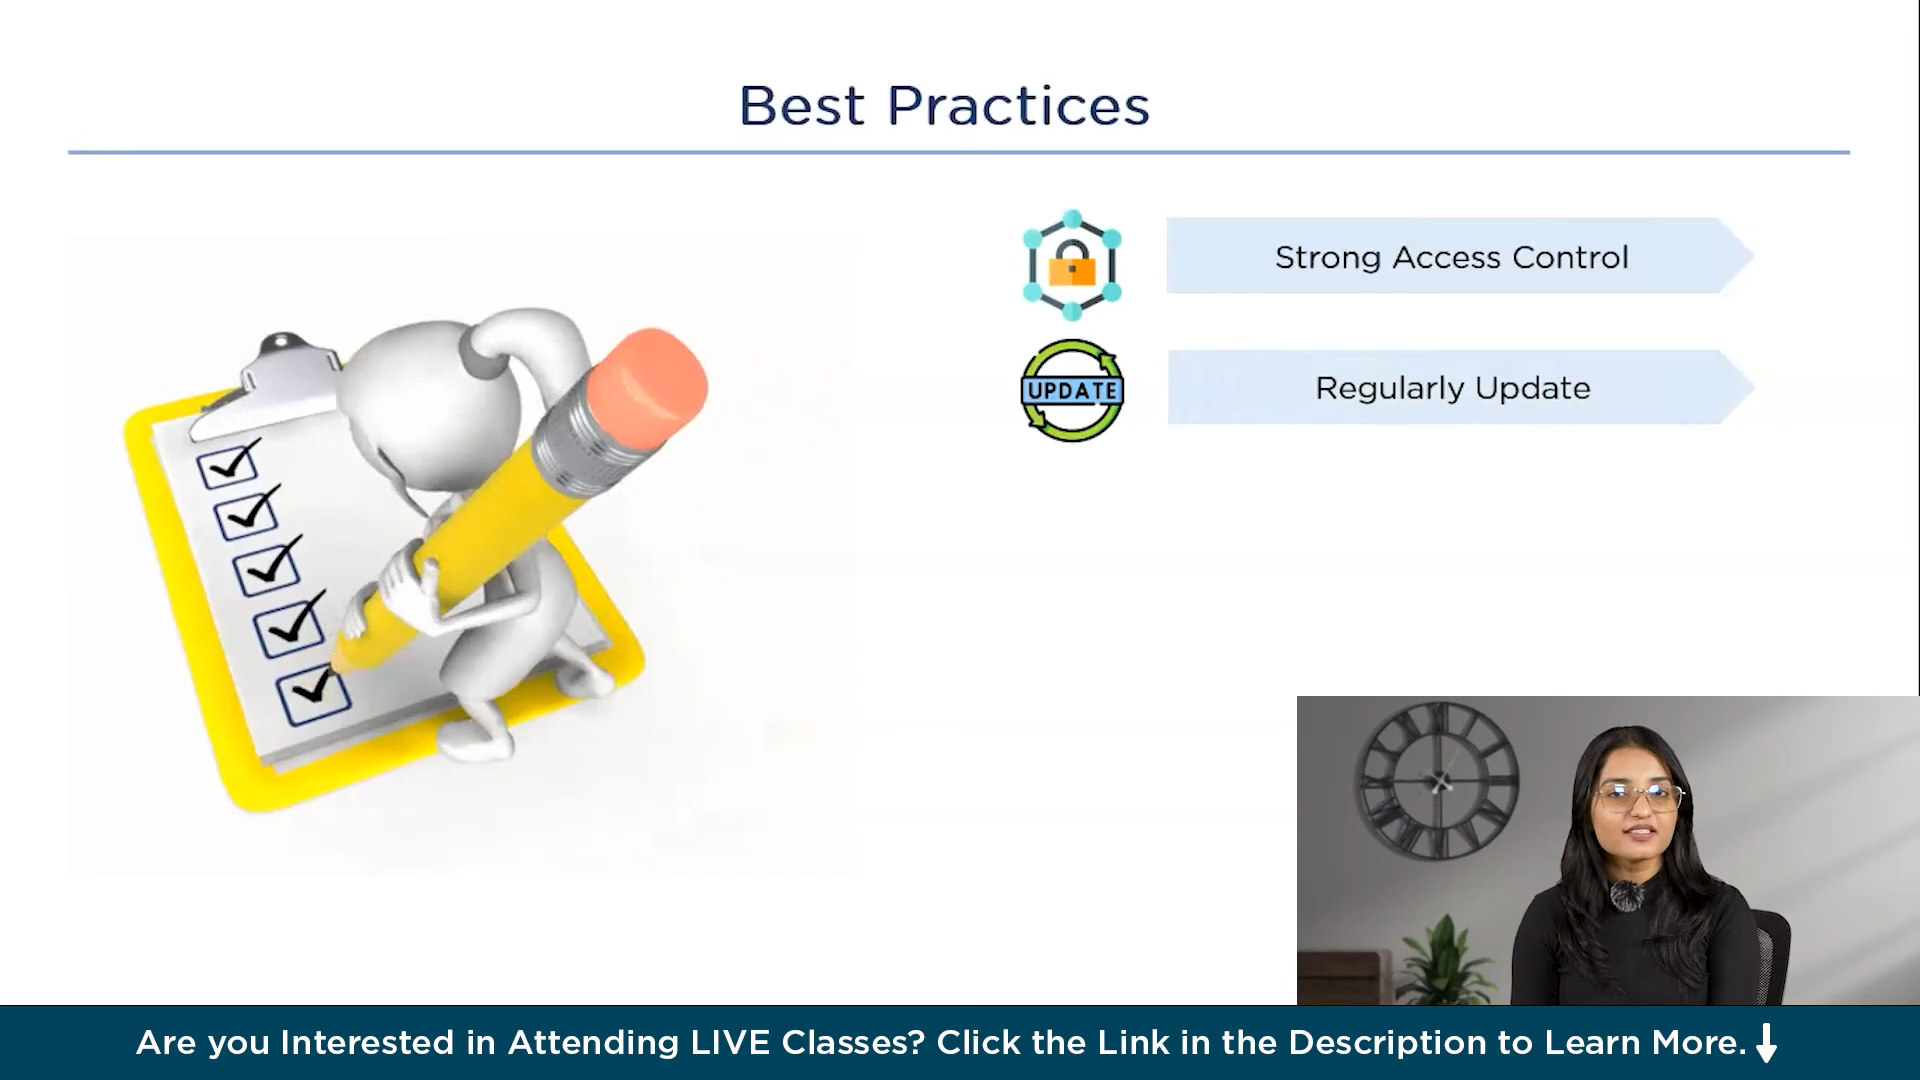 Best Practices
Strong Access Control
UPDATE
Regularly Update
Are you Interested in Attending LIVE Classes? Click the Link in the Description to Learn More.